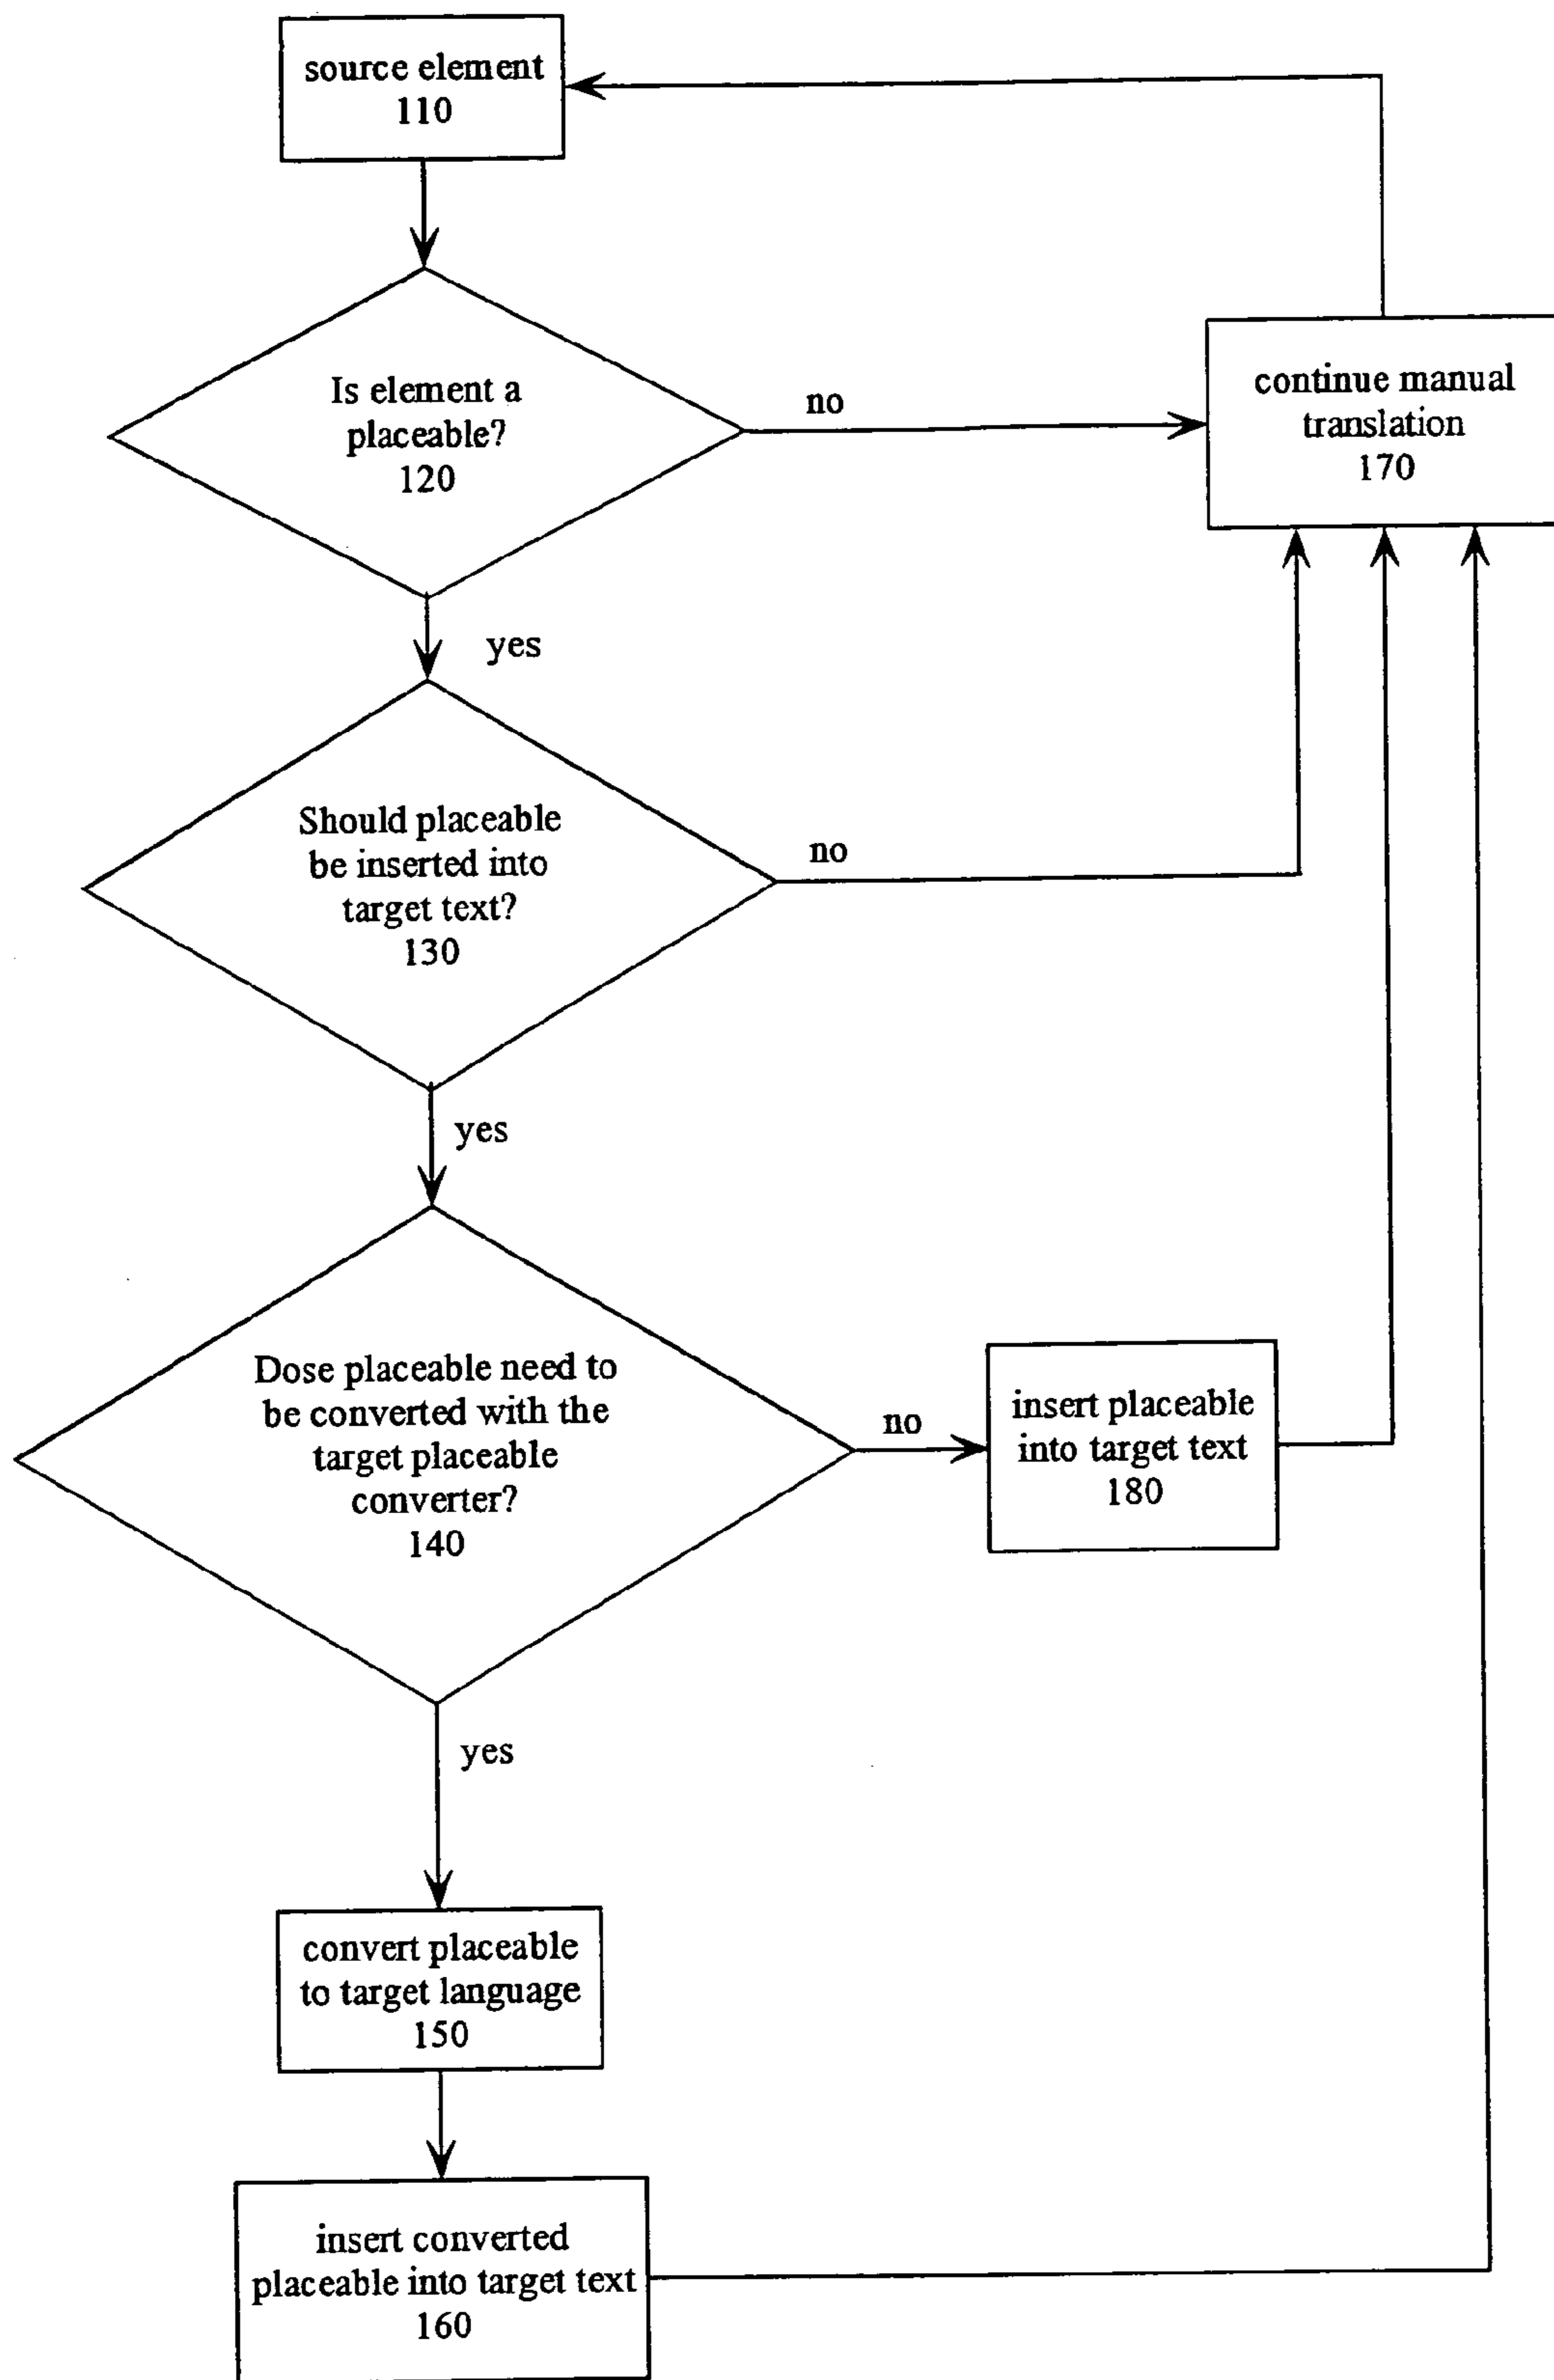 source element
110
Is element a
placeable?
120
no
continue manual
translation
170
yes
Should placeable
be inserted into
target text?
130
no
yes
Dose placeable need to
be converted with the
target placeable
converter?
140
no
insert placeable
into target text
180
yes
convert placeable
to target language
150
insert converted
placeable into target text
160